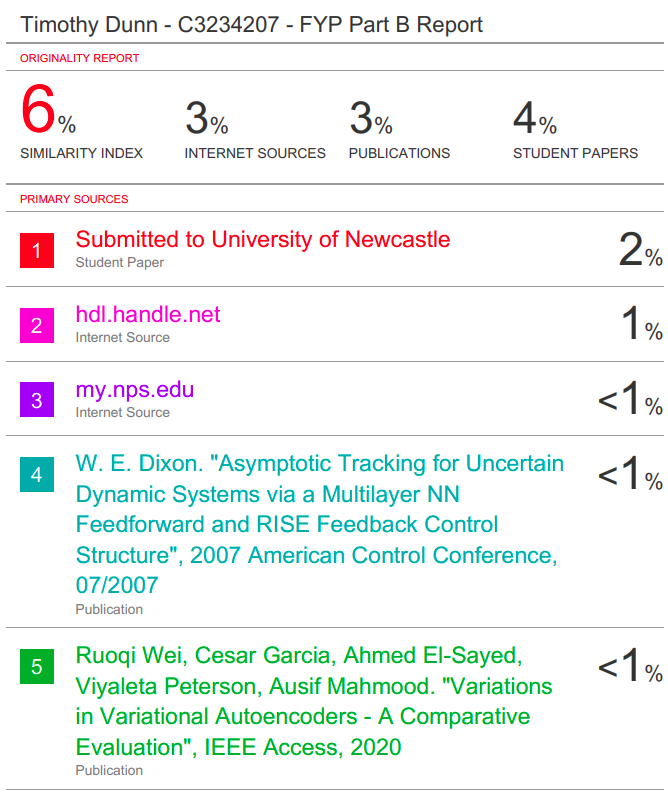 Timothy Dunn - C3234207 - FYP Part B Report
ORIGINALITY REPORT
6%
3%
3%
4%
SIMILARITY INDEX
INTERNET SOURCES
PUBLICATIONS
STUDENT PAPERS
PRIMARY SOURCES
1
Submitted to University of Newcastle
Student Paper
2%
2
hdl.handle.net
Internet Source
1%
3
my.nps.edu
Internet Source
<1%
4
W. E. Dixon. "Asymptotic Tracking for Uncertain
Dynamic Systems via a Multilayer NN
Feedforward and RISE Feedback Control
Structure", 2007 American Control Conference,
07/2007
Publication
<1%
5
Ruoqi Wei, Cesar Garcia, Ahmed El-Sayed,
Viyaleta Peterson, Ausif Mahmood. "Variations
in Variational Autoencoders - A Comparative
Evaluation", IEEE Access, 2020
Publication
<1%